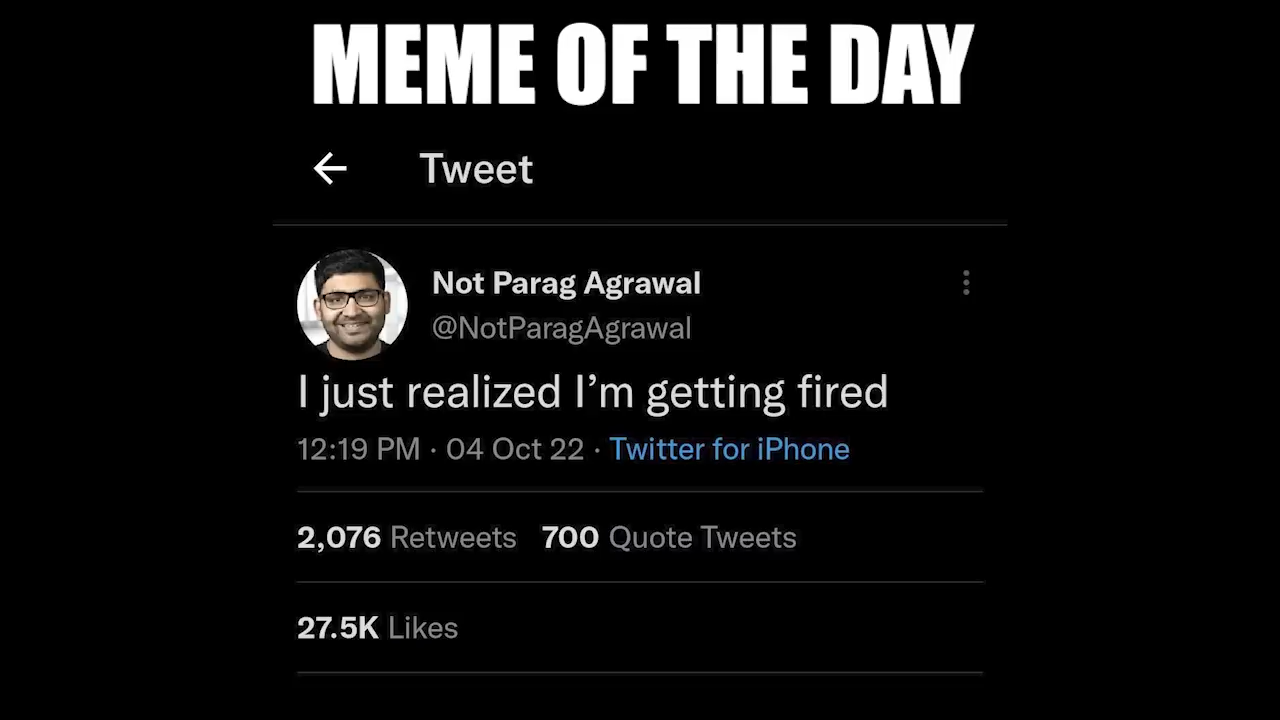 MEME OF THE DAY
Tweet
Not Parag Agrawal
@NotParagAgrawal
I just realized I’m getting fired
12:19 PM · 04 Oct 22 · Twitter for iPhone
2,076 Retweets 700 Quote Tweets
27.5K Likes